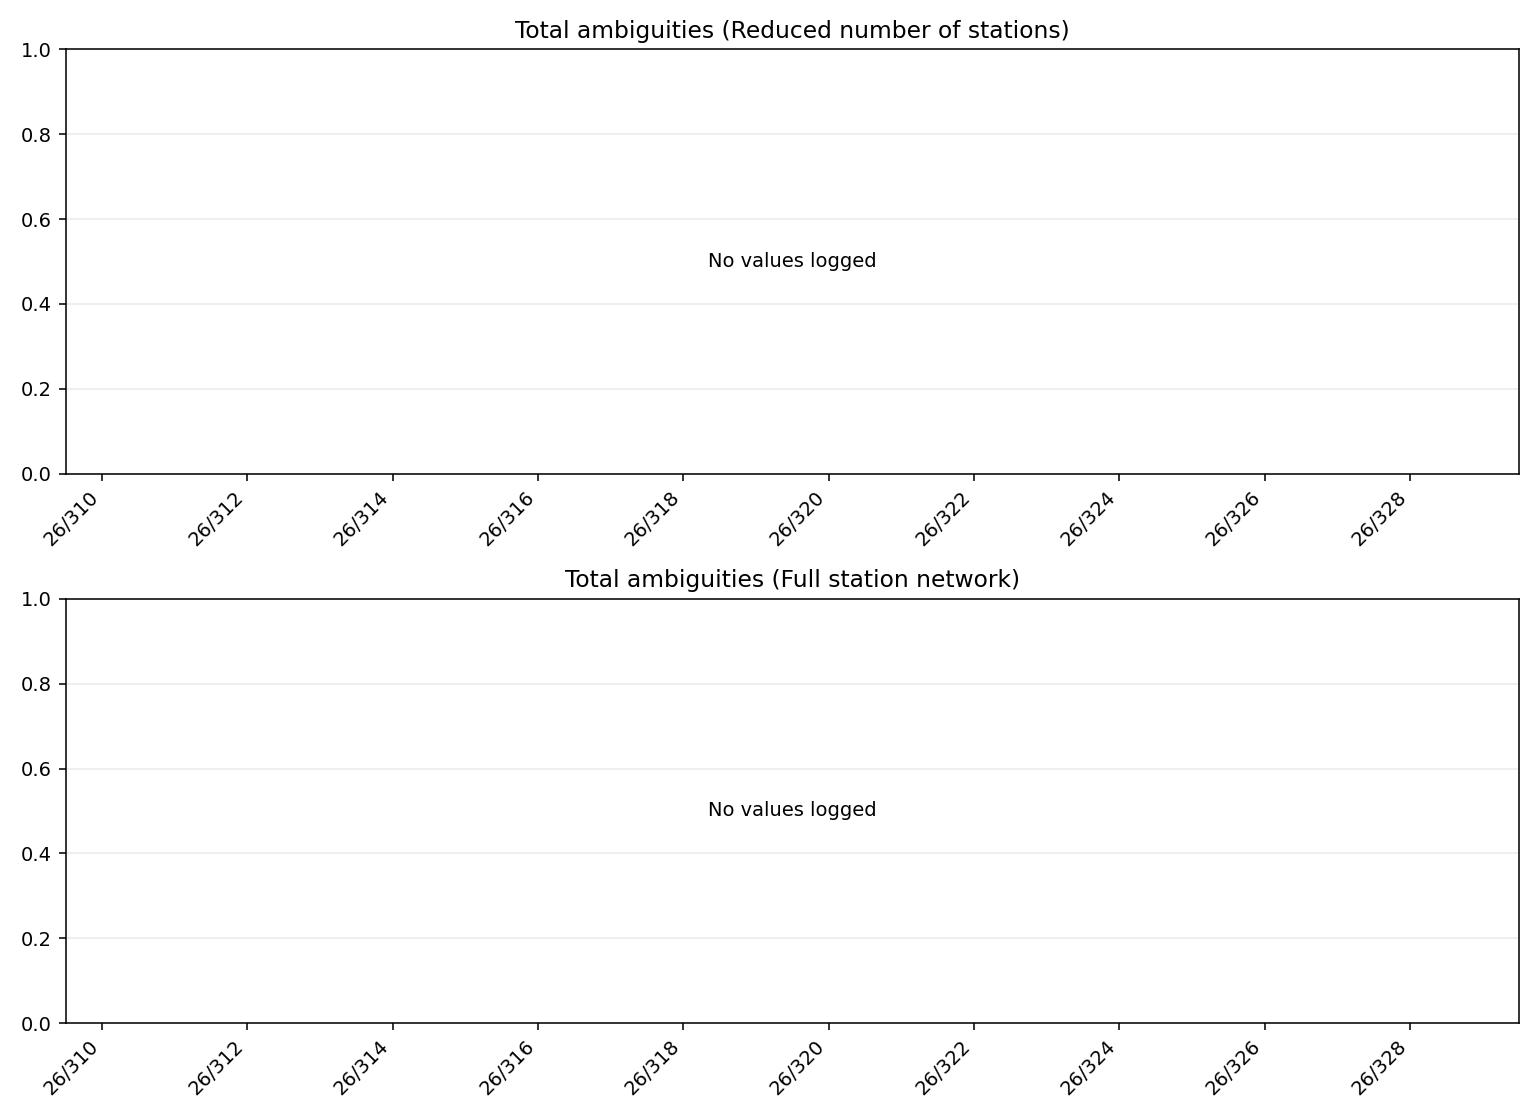 Total ambiguities (Reduced number of stations)
1.0
0.8
0.6
No values logged
0.4
0.2
0.0
26/310 26/312 26/314 26/316 26/318 26/320 26/322 26/324 26/326 26/328
Total ambiguities (Full station network)
1.0
0.8
0.6
No values logged
0.4
0.2
0.0
26/310 26/312 26/314 26/316 26/318 26/320 26/322 26/324 26/326 26/328